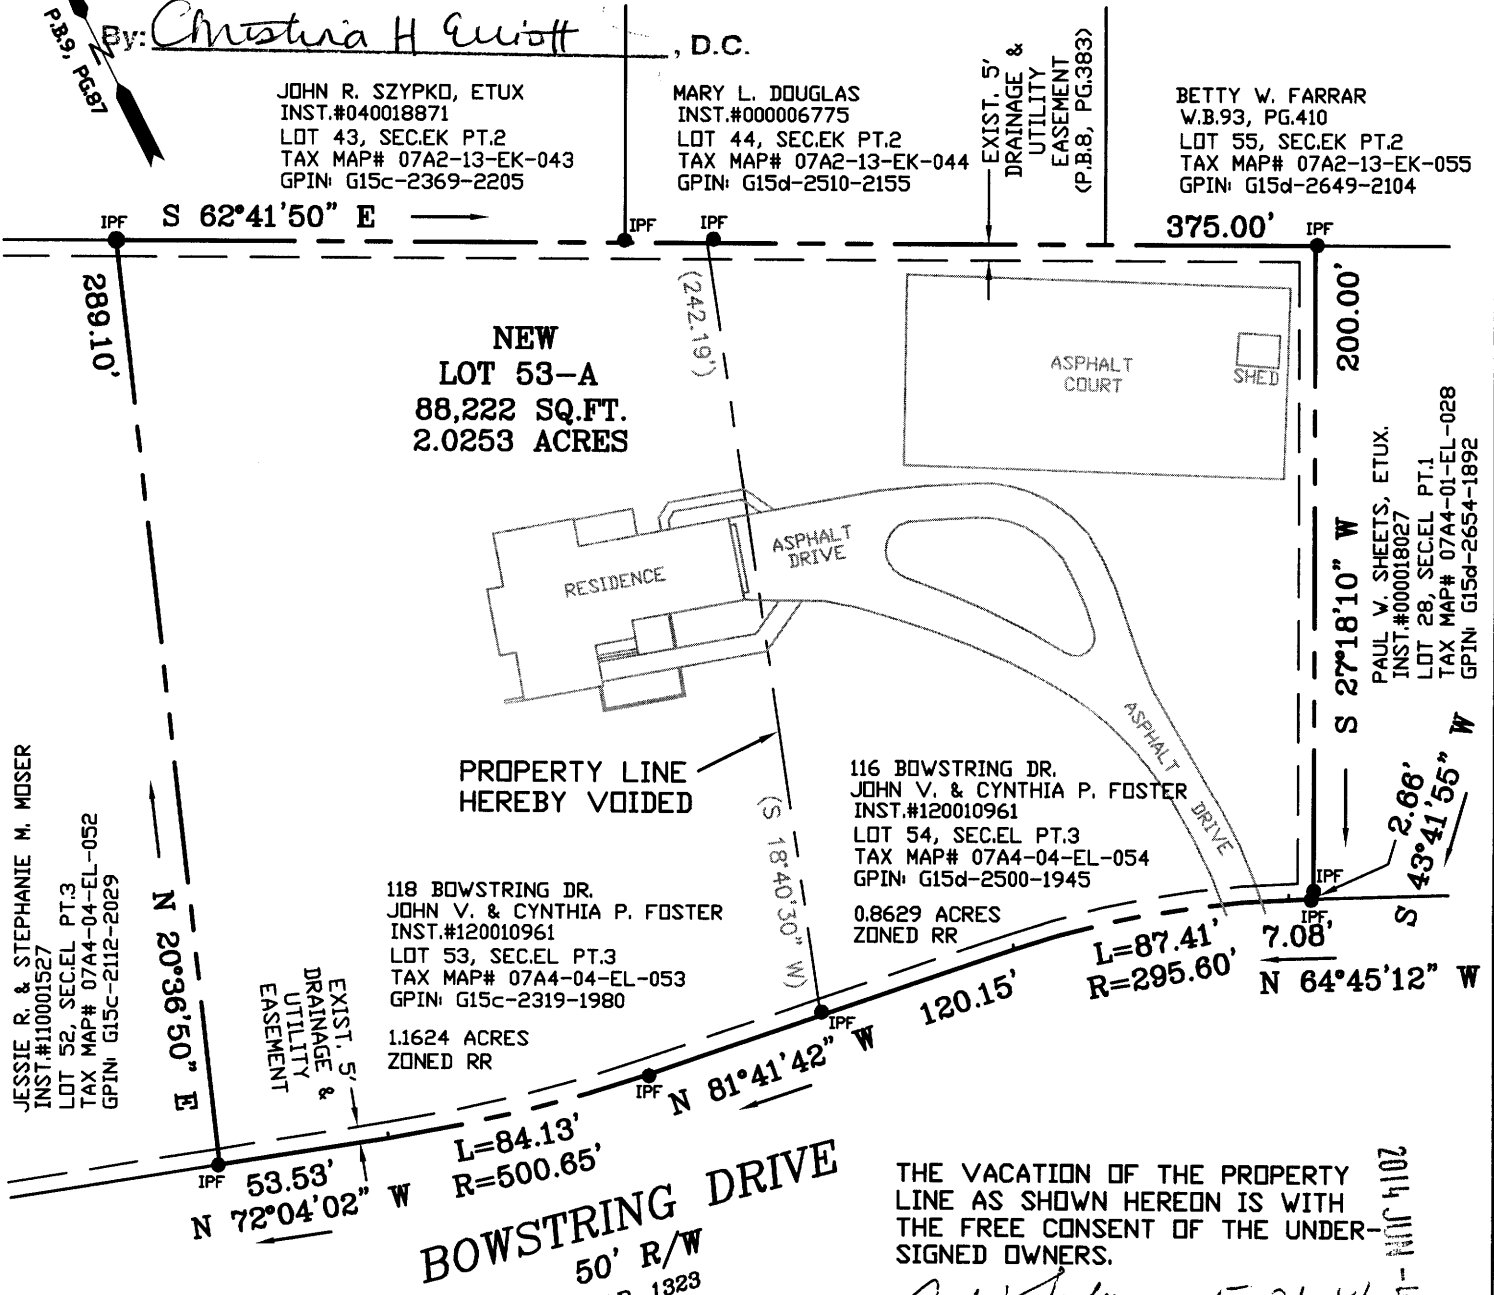 P.B.9, PG.87
N
By: Christina H Elliott, D.C.
JOHN R. SZYPKO, ETUX
INST.#040018871
LOT 43, SEC.EK PT.2
TAX MAP# 07A2-13-EK-043
GPIN: G15c-2369-2205
MARY L. DOUGLAS
INST.#000006775
LOT 44, SEC.EK PT.2
TAX MAP# 07A2-13-EK-044
GPIN: G15d-2510-2155
EXIST. 5'
DRAINAGE &
UTILITY
EASEMENT
(P.B.8, PG.383)
BETTY W. FARRAR
W.B.93, PG.410
LOT 55, SEC.EK PT.2
TAX MAP# 07A2-13-EK-055
GPIN: G15d-2649-2104
IPF
S 62°41'50" E
IPF
IPF
375.00'
IPF
289.10'
(242.19')
200.00'
NEW
LOT 53-A
88,222 SQ.FT.
2.0253 ACRES
ASPHALT
COURT
SHED
PAUL W. SHEETS, ETUX.
INST.#000018027
LOT 28, SEC.EL PT.1
TAX MAP# 07A4-01-EL-028
GPIN: G15d-2654-1892
ASPHALT
DRIVE
RESIDENCE
S 27°18'10" W
ASPHALT DRIVE
PROPERTY LINE
HEREBY VOIDED
116 BOWSTRING DR.
JOHN V. & CYNTHIA P. FOSTER
INST.#120010961
LOT 54, SEC.EL PT.3
TAX MAP# 07A4-04-EL-054
GPIN: G15d-2500-1945
0.8629 ACRES
ZONED RR
(S 18°40'30" W)
2.66'
S 43°41'55" W
JESSIE R. & STEPHANIE M. MOSER
INST.#110001527
LOT 52, SEC.EL PT.3
TAX MAP# 07A4-04-EL-052
GPIN: G15c-2112-2029
N 20°36'50" E
118 BOWSTRING DR.
JOHN V. & CYNTHIA P. FOSTER
INST.#120010961
LOT 53, SEC.EL PT.3
TAX MAP# 07A4-04-EL-053
GPIN: G15c-2319-1980
1.1624 ACRES
ZONED RR
EXIST. 5'
DRAINAGE &
UTILITY
EASEMENT
IPF
IPF
L=87.41'
R=295.60'
7.08'
N 64°45'12" W
120.15'
IPF
N 81°41'42" W
IPF
L=84.13'
R=500.65'
IPF
53.53'
N 72°04'02" W
BOWSTRING DRIVE
50' R/W
1323
THE VACATION OF THE PROPERTY
LINE AS SHOWN HEREON IS WITH
THE FREE CONSENT OF THE UNDER-
SIGNED OWNERS.
2014 JUN -